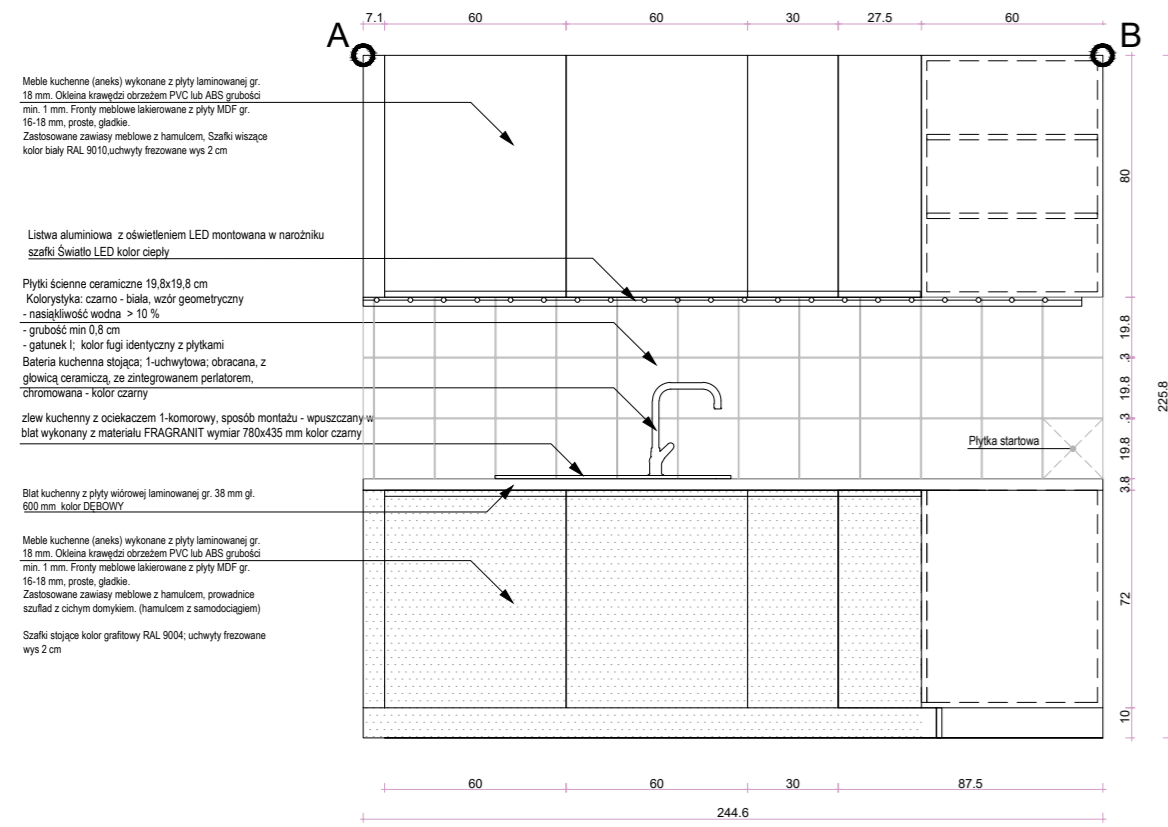 7.1 60 60 30 27.5 60
A B
Meble kuchenne (aneks) wykonane z płyty laminowanej gr.
18 mm. Okleina krawędzi obrzeżem PVC lub ABS grubości
min. 1 mm. Fronty meblowe lakierowane z płyty MDF gr.
16-18 mm, proste, gładkie.
Zastosowane zawiasy meblowe z hamulcem, Szafki wiszące
kolor biały RAL 9010,uchwyty frezowane wys 2 cm
80
Listwa aluminiowa z oświetleniem LED montowana w narożniku
szafki Światło LED kolor ciepły
Płytki ścienne ceramiczne 19,8x19,8 cm
Kolorystyka: czarno - biała, wzór geometryczny
- nasiąkliwość wodna > 10 %
- grubość min 0,8 cm
- gatunek I; kolor fugi identyczny z płytkami
Bateria kuchenna stojąca; 1-uchwytowa; obracana, z
głowicą ceramiczą, ze zintegrowanem perlatorem,
chromowana - kolor czarny
19.8
.3
19.8
.3
19.8
3.8
225.8
zlew kuchenny z ociekaczem 1-komorowy, sposób montażu - wpuszczany w
blat wykonany z materiału FRAGRANIT wymiar 780x435 mm kolor czarny
Płytka startowa
Blat kuchenny z płyty wiórowej laminowanej gr. 38 mm gł.
600 mm kolor DĘBOWY
Meble kuchenne (aneks) wykonane z płyty laminowanej gr.
18 mm. Okleina krawędzi obrzeżem PVC lub ABS grubości
min. 1 mm. Fronty meblowe lakierowane z płyty MDF gr.
16-18 mm, proste, gładkie.
Zastosowane zawiasy meblowe z hamulcem, prowadnice
szuflad z cichym domykiem. (hamulcem z samodociągiem)
Szafki stojące kolor grafitowy RAL 9004; uchwyty frezowane
wys 2 cm
72
10
60 60 30 87.5
244.6